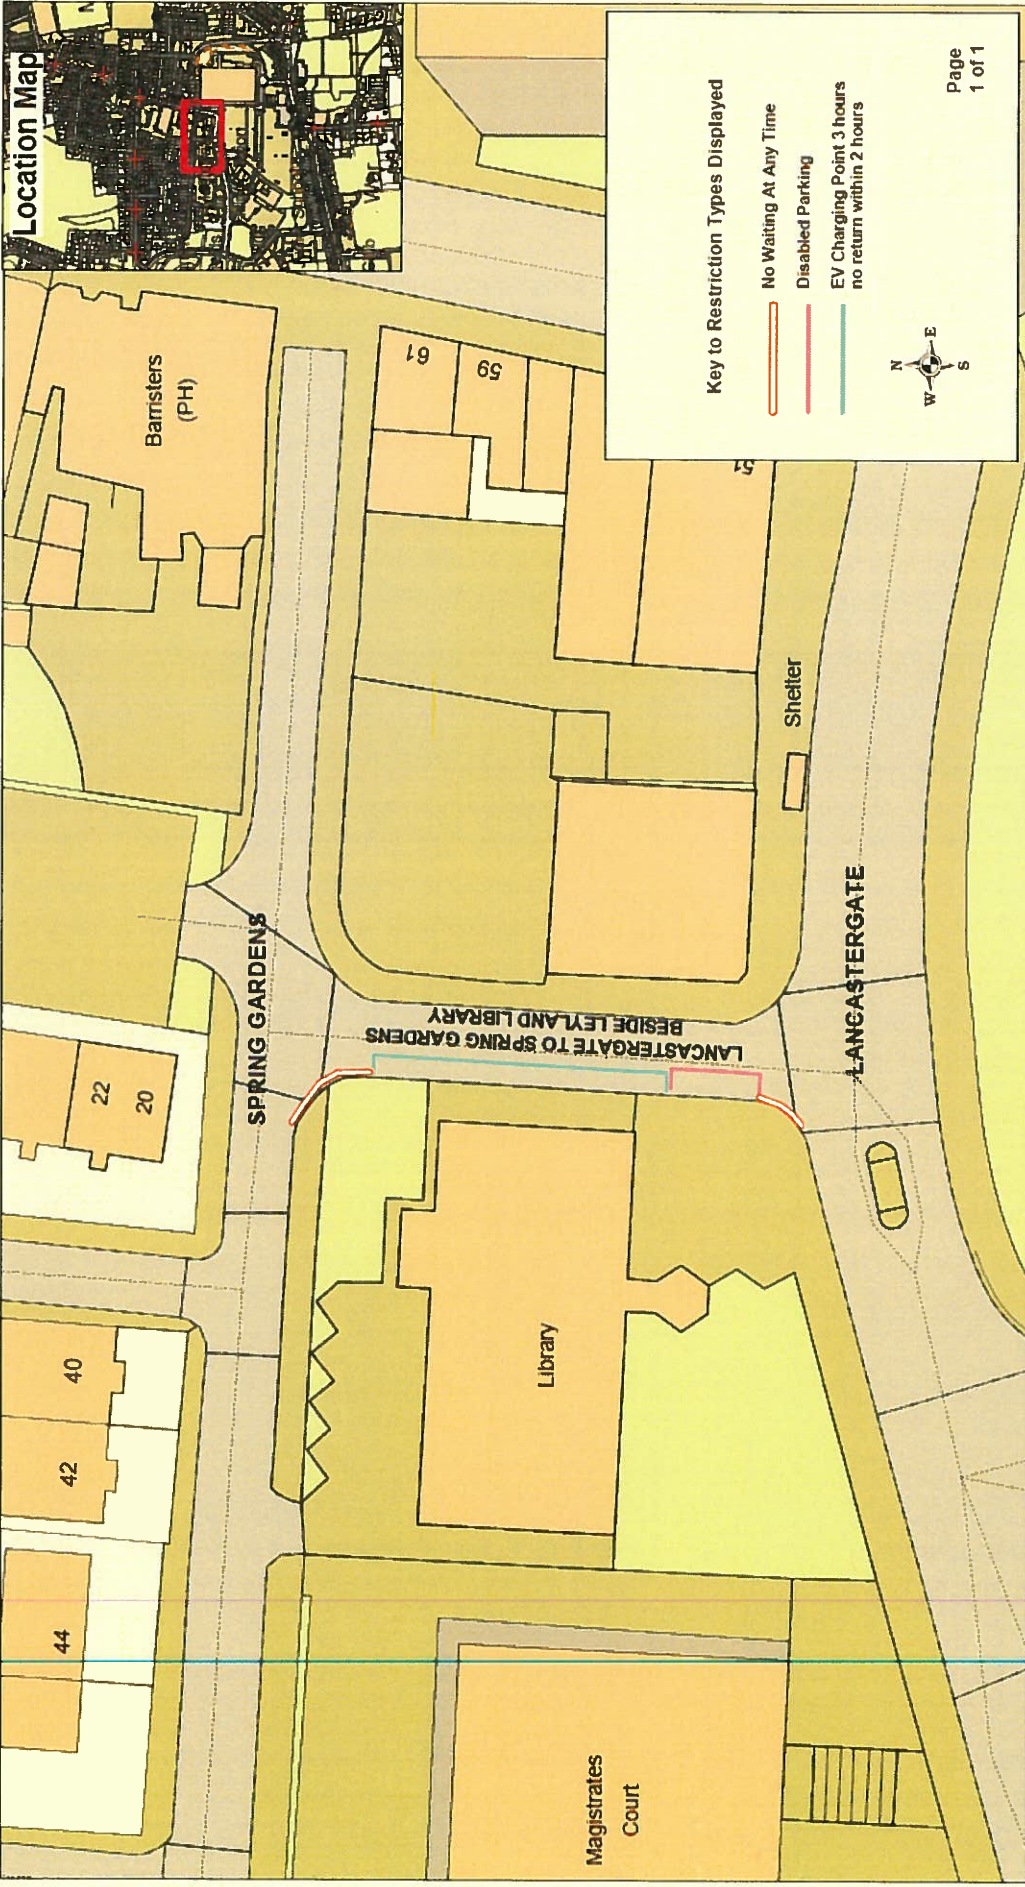 Location Map
Barristers
(PH)
61
59
51
Shelter
SPRING GARDENS
LANCASTERGATE TO SPRING GARDENS
BESIDE LEYLAND LIBRARY
LANCASTERGATE
22
20
40
42
44
Library
Magistrates
Court
Key to Restriction Types Displayed
No Waiting At Any Time
Disabled Parking
EV Charging Point 3 hours
no return within 2 hours
N
W
E
S
Page
1 of 1